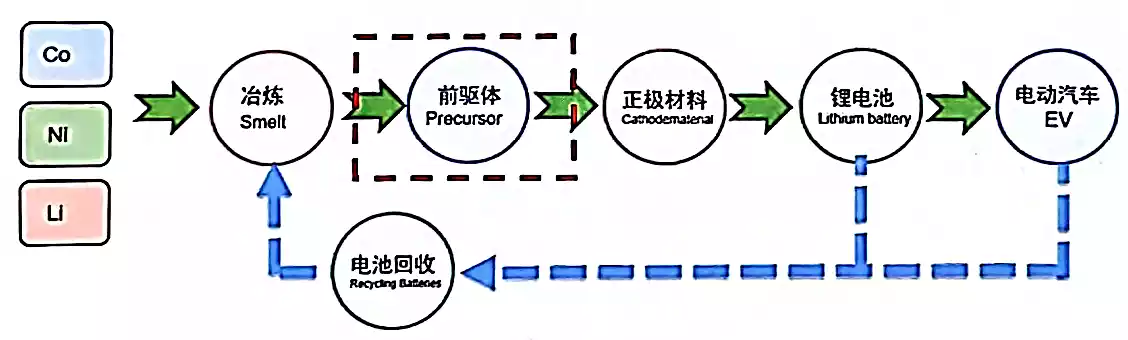 Co
Ni
Li
冶炼
Smelt
前驱体
Precursor
正极材料
Cathodematerial
锂电池
Lithium battery
电动汽车
EV
电池回收
Recycling Batteries